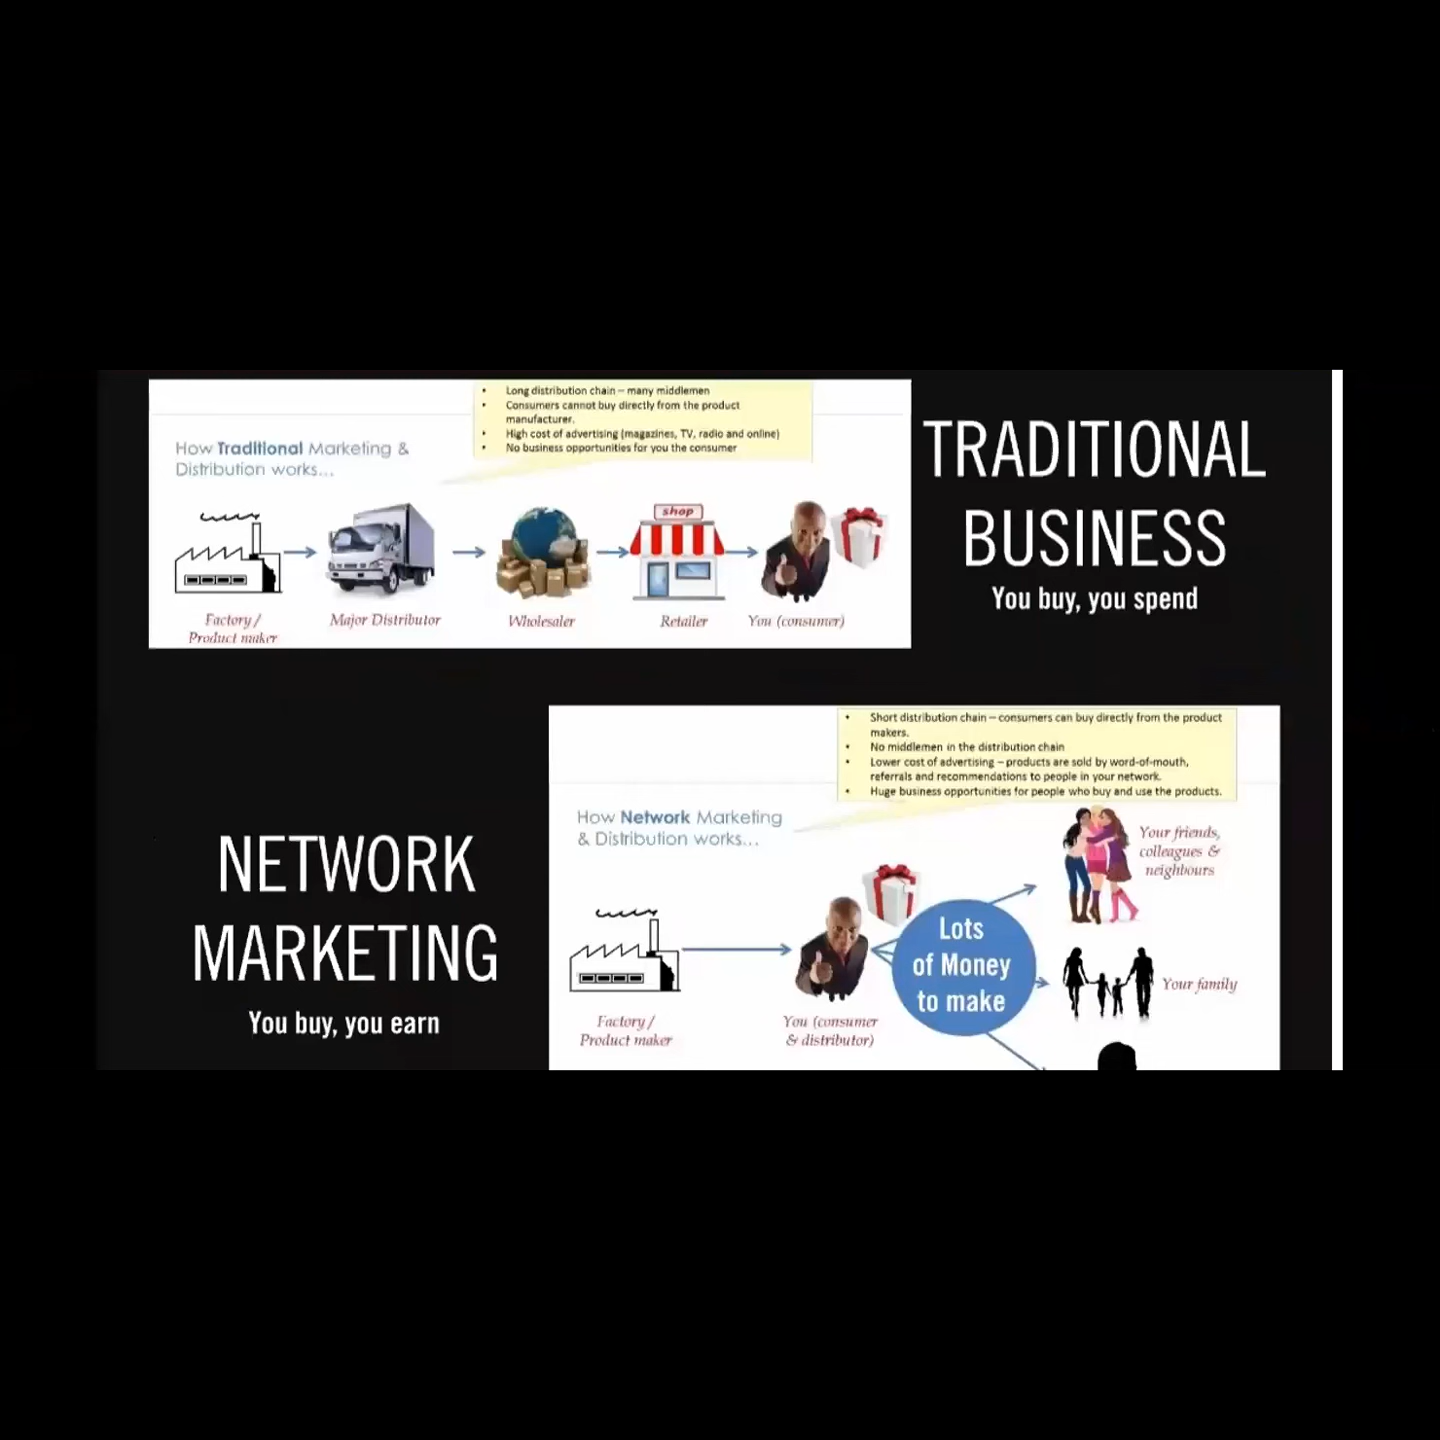 Long distribution chain – many middlemen
Consumers cannot buy directly from the product
manufacturer.
High cost of advertising (magazines, TV, radio and online)
No business opportunities for you the consumer
How Traditional Marketing &
Distribution works...
shop
Factory /
Product maker
Major Distributor
Wholesaler
Retailer
You (consumer)
TRADITIONAL
BUSINESS
You buy, you spend
NETWORK
MARKETING
You buy, you earn
Short distribution chain – consumers can buy directly from the product
makers.
No middlemen in the distribution chain
Lower cost of advertising – products are sold by word-of-mouth,
referrals and recommendations to people in your network.
Huge business opportunities for people who buy and use the products.
How Network Marketing
& Distribution works...
Factory /
Product maker
You (consumer
& distributor)
Lots
of Money
to make
Your friends,
colleagues &
neighbours
Your family